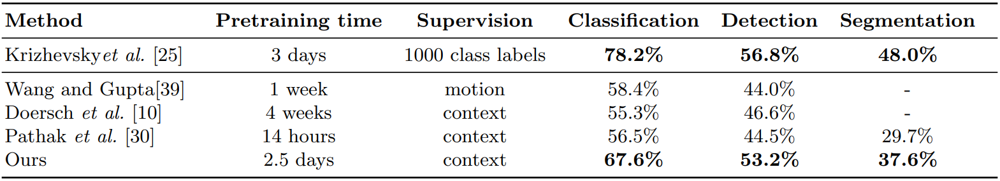 Method Pretraining time Supervision Classification Detection Segmentation
Krizhevskyet al. [25] 3 days 1000 class labels 78.2% 56.8% 48.0%
Wang and Gupta[39] 1 week motion 58.4% 44.0% -
Doersch et al. [10] 4 weeks context 55.3% 46.6% -
Pathak et al. [30] 14 hours context 56.5% 44.5% 29.7%
Ours 2.5 days context 67.6% 53.2% 37.6%